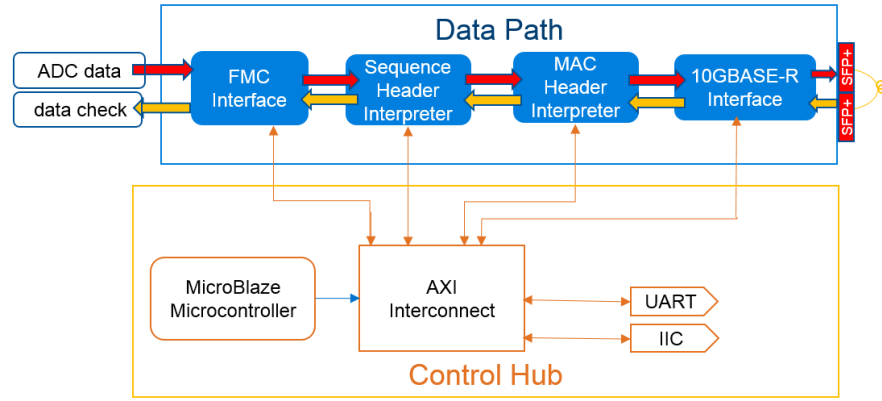 Data Path
ADC data
data check
FMC
Interface
Sequence
Header
Interpreter
MAC
Header
Interpreter
10GBASE-R
Interface
SFP+
SFP+
MicroBlaze
Microcontroller
AXI
Interconnect
UART
IIC
Control Hub